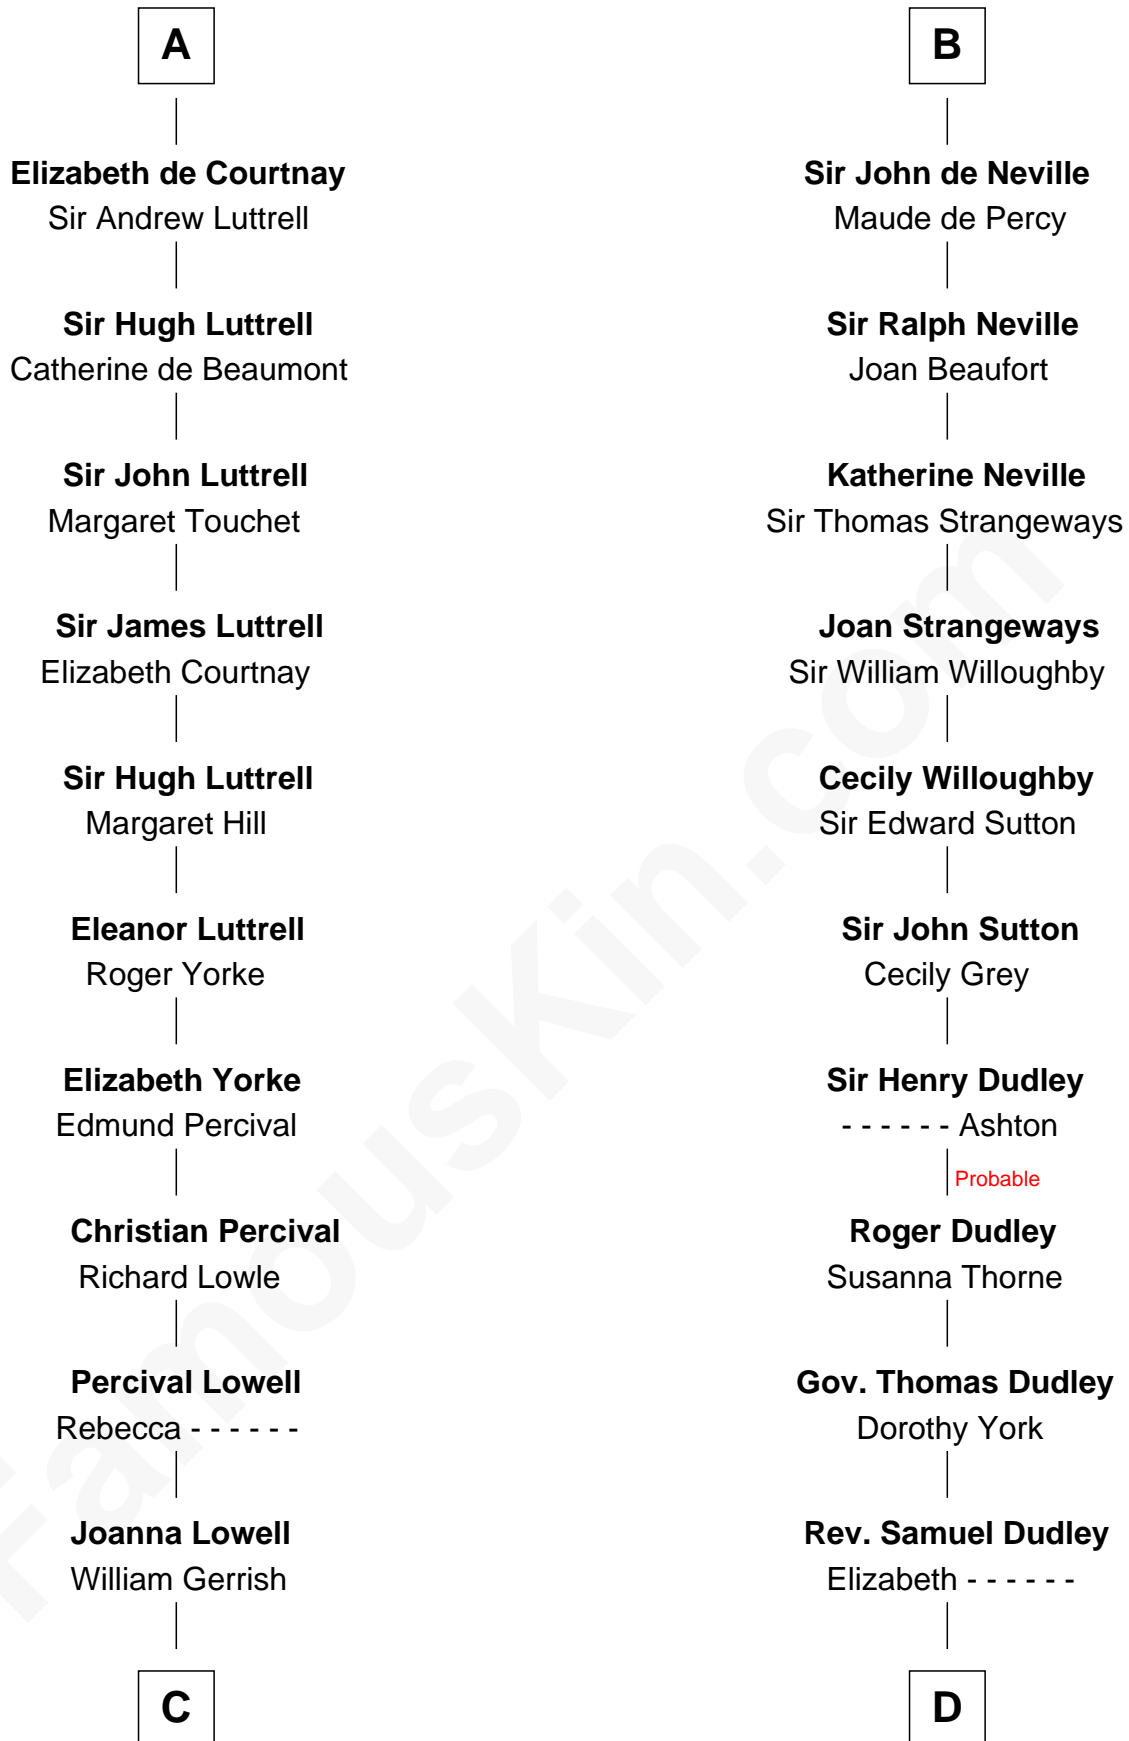 A
Elizabeth de Courtnay
Sir Andrew Luttrell
Sir Hugh Luttrell
Catherine de Beaumont
Sir John Luttrell
Margaret Touchet
Sir James Luttrell
Elizabeth Courtnay
Sir Hugh Luttrell
Margaret Hill
Eleanor Luttrell
Roger Yorke
Elizabeth Yorke
Edmund Percival
Christian Percival
Richard Lowle
Percival Lowell
Rebecca - - - - - -
Joanna Lowell
William Gerrish
C
B
Sir John de Neville
Maude de Percy
Sir Ralph Neville
Joan Beaufort
Katherine Neville
Sir Thomas Strangeways
Joan Strangeways
Sir William Willoughby
Cecily Willoughby
Sir Edward Sutton
Sir John Sutton
Cecily Grey
Sir Henry Dudley
- - - - - - Ashton
Probable
Roger Dudley
Susanna Thorne
Gov. Thomas Dudley
Dorothy York
Rev. Samuel Dudley
Elizabeth - - - - - -
D
FamousKin.com